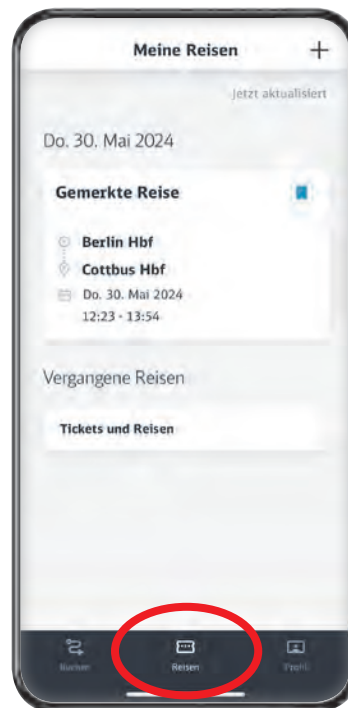 Meine Reisen +
Jetzt aktualisiert
Do. 30. Mai 2024
Gemerkte Reise
Berlin Hbf
Cottbus Hbf
Do. 30. Mai 2024
12:23 - 13:54
Vergangene Reisen
Tickets und Reisen
Buchen Reisen Profil